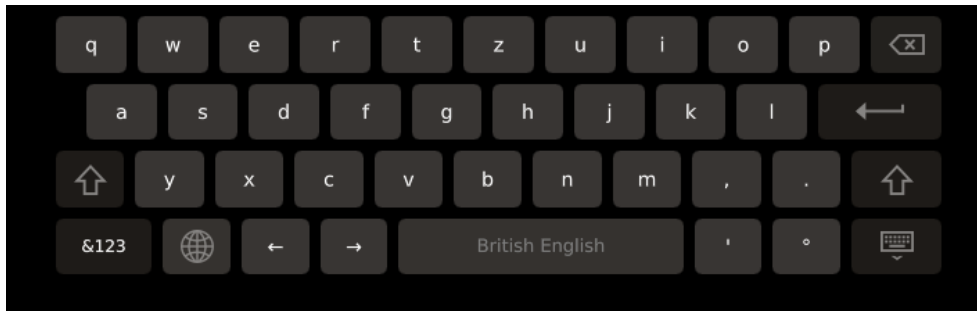 q w e r t z u i o p
a s d f g h j k l
y x c v b n m , .
&123 ← → British English ' °